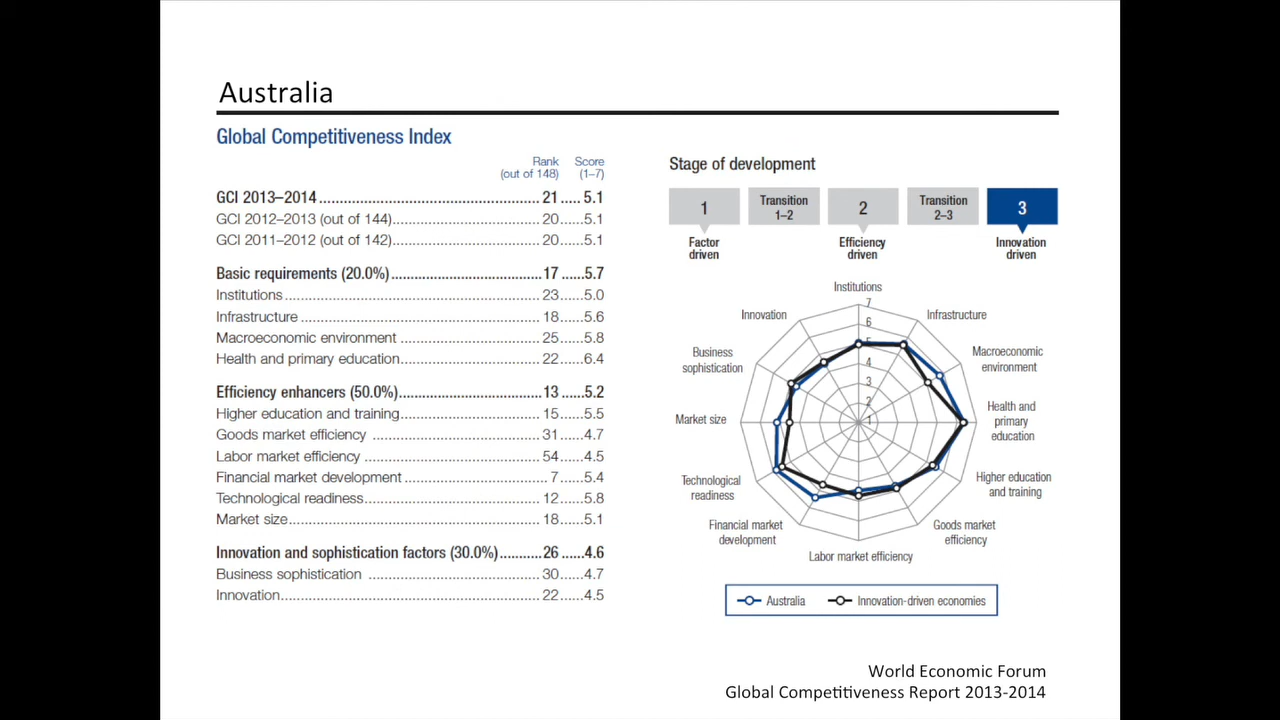 Australia
Global Competitiveness Index
Rank Score
(out of 148) (1–7)
GCI 2013–2014 21 5.1
GCI 2012–2013 (out of 144) 20 5.1
GCI 2011–2012 (out of 142) 20 5.1
Basic requirements (20.0%) 17 5.7
Institutions 23 5.0
Infrastructure 18 5.6
Macroeconomic environment 25 5.8
Health and primary education 22 6.4
Efficiency enhancers (50.0%) 13 5.2
Higher education and training 15 5.5
Goods market efficiency 31 4.7
Labor market efficiency 54 4.5
Financial market development 7 5.4
Technological readiness 12 5.8
Market size 18 5.1
Innovation and sophistication factors (30.0%) 26 4.6
Business sophistication 30 4.7
Innovation 22 4.5
Stage of development
1
Transition
1–2
2
Transition
2–3
3
Factor
driven
Efficiency
driven
Innovation
driven
Institutions
Infrastructure
Macroeconomic
environment
Health and
primary
education
Higher education
and training
Goods market
efficiency
Labor market efficiency
Financial market
development
Technological
readiness
Market size
Business
sophistication
Innovation
7
6
5
4
3
2
1
Australia
Innovation-driven economies
World Economic Forum
Global Competitiveness Report 2013-2014